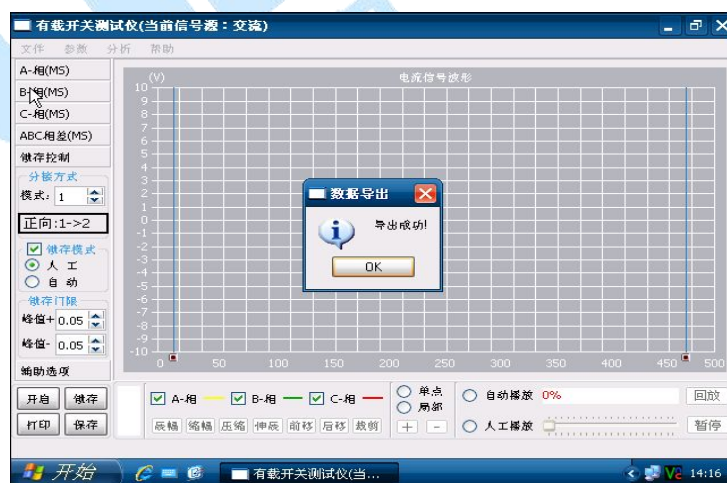 有载开关测试仪(当前信号源：交流)
文件 参数 分析 帮助
A-相(MS)
B-相(MS)
C-相(MS)
ABC相差(MS)
锁存控制
分接方式
模式: 1
正向:1->2
锁存模式
人 工
自 动
锁存门限
峰值+ 0.05
峰值- 0.05
辅助选项
(V)
电流信号波形
10
9
8
7
6
5
4
3
2
1
0
-1
-2
-3
-4
-5
-6
-7
-8
-9
-10
0 50 100 150 200 250 300 350 400 450 500
数据导出
导出成功!
OK
开启 锁存
打印 保存
A-相 B-相 C-相
展幅 缩幅 压缩 伸展 前移 后移 裁剪
单点
局部
+ -
自动播放 0% 回放
人工播放 暂停
开始 有载开关测试仪(当... 14:16